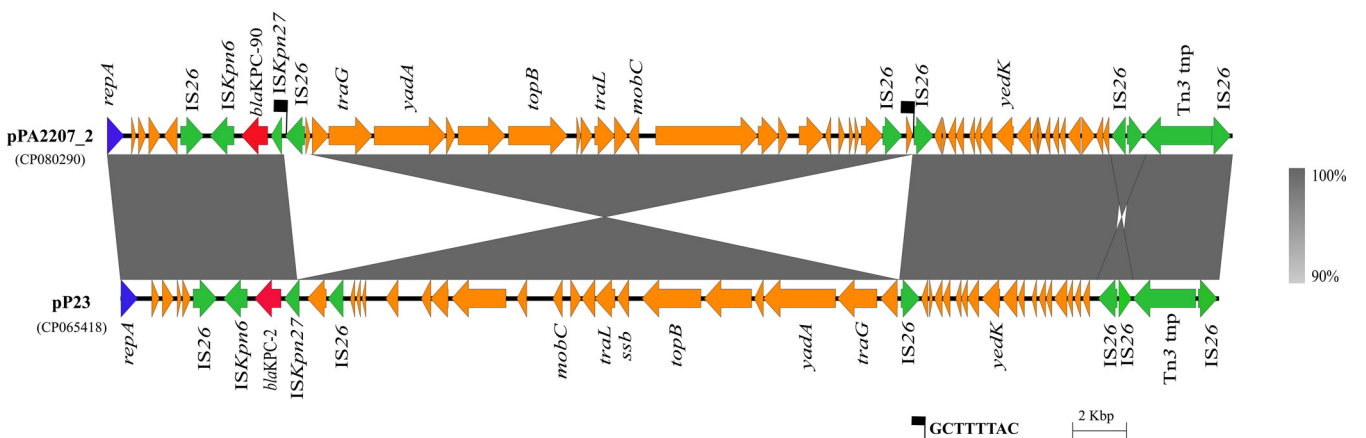 repA
IS26
ISKpn6
blaKPC-90
ISKpn27
IS26
traG
yadA
topB
traL
mobC
IS26
IS26
yedK
IS26
Tn3 tnp
IS26
pPA2207_2
(CP080290)
100%
90%
pP23
(CP065418)
repA
IS26
ISKpn6
blaKPC-2
ISKpn27
IS26
mobC
traL
ssb
topB
yadA
traG
IS26
yedK
IS26
IS26
Tn3 tnp
IS26
GCTTTTAC
2 Kbp